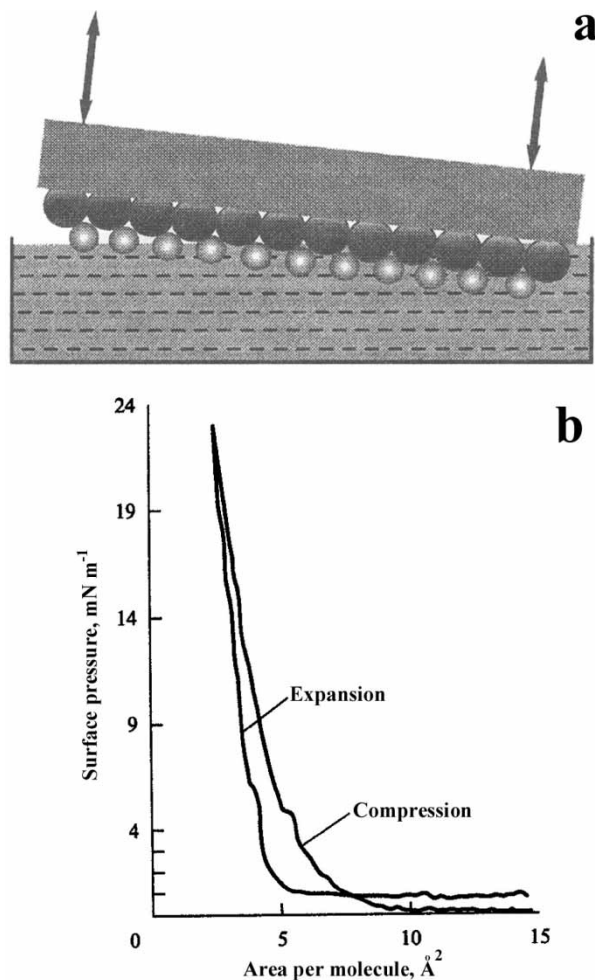 a
b
24
19
14
9
4
0
5
10
15
Surface pressure, mN m⁻¹
Expansion
Compression
Area per molecule, Å²